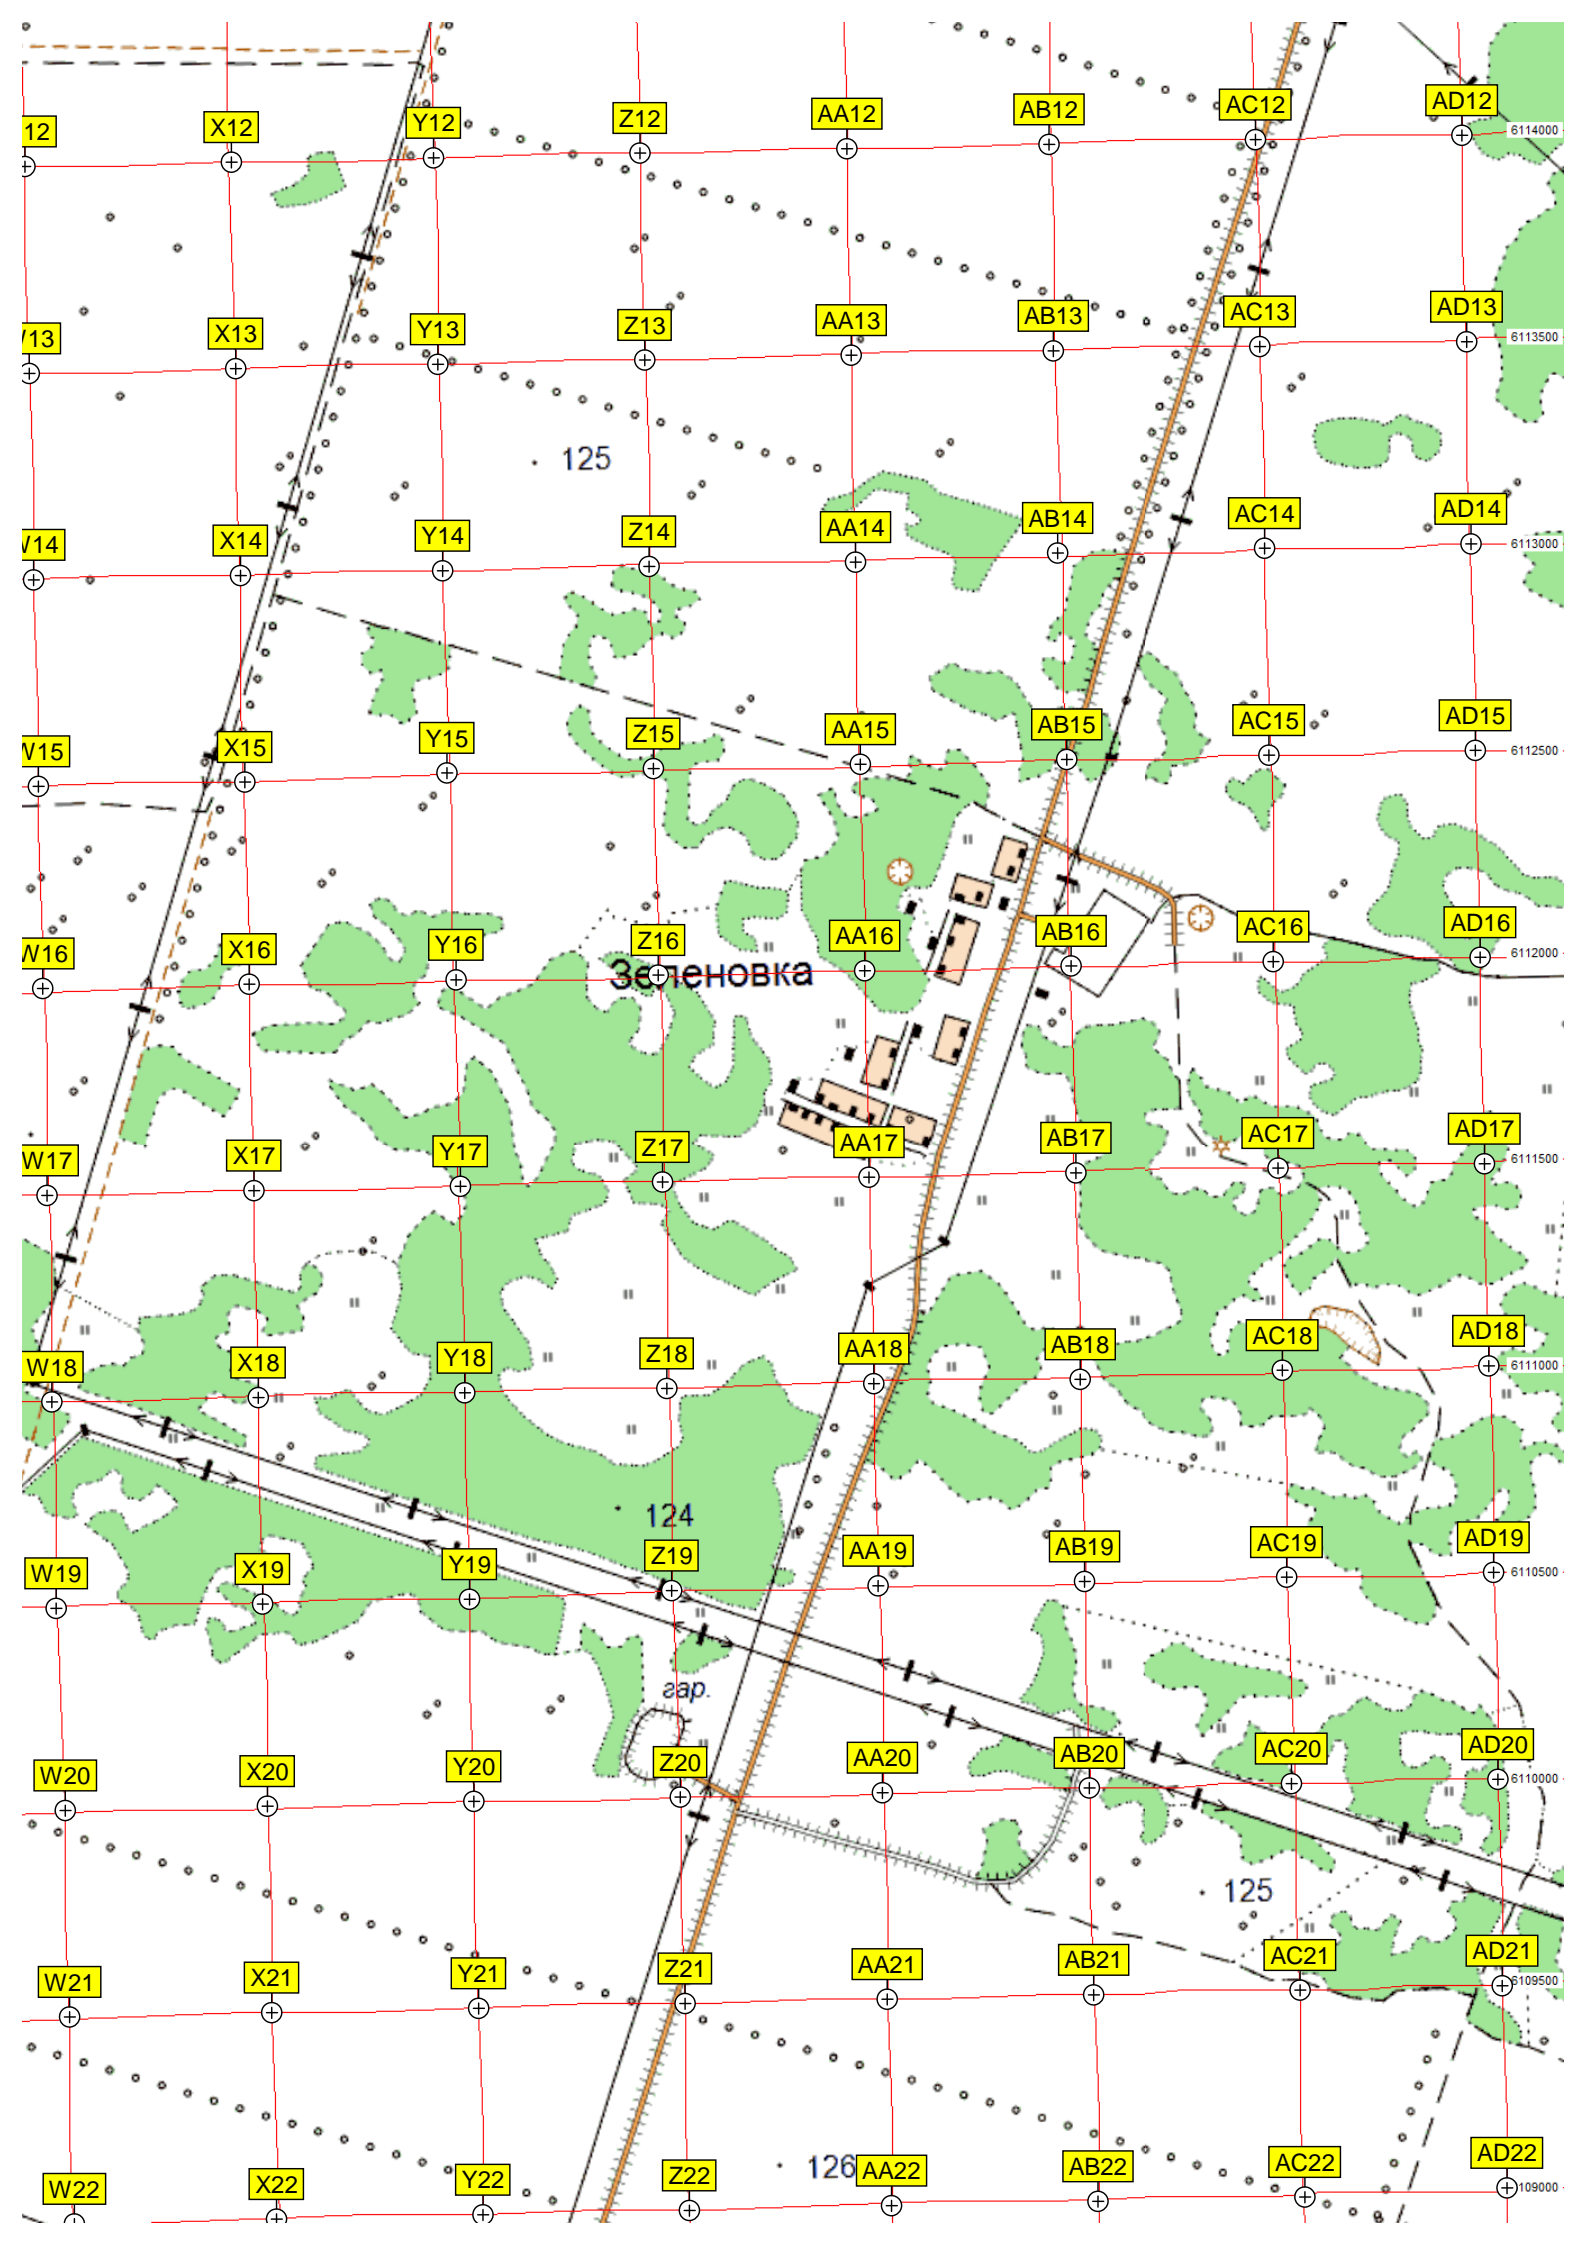 12 X12 Y12 Z12 AA12 AB12 AC12 AD12
6114000
13 X13 Y13 Z13 AA13 AB13 AC13 AD13
6113500
125
14 X14 Y14 Z14 AA14 AB14 AC14 AD14
6113000
15 X15 Y15 Z15 AA15 AB15 AC15 AD15
6112500
W16 X16 Y16 Z16 AA16 AB16 AC16 AD16
6112000
Зеленовка
W17 X17 Y17 Z17 AA17 AB17 AC17 AD17
6111500
W18 X18 Y18 Z18 AA18 AB18 AC18 AD18
6111000
124
W19 X19 Y19 Z19 AA19 AB19 AC19 AD19
6110500
гар.
W20 X20 Y20 Z20 AA20 AB20 AC20 AD20
6110000
125
W21 X21 Y21 Z21 AA21 AB21 AC21 AD21
6109500
126
W22 X22 Y22 Z22 AA22 AB22 AC22 AD22
109000